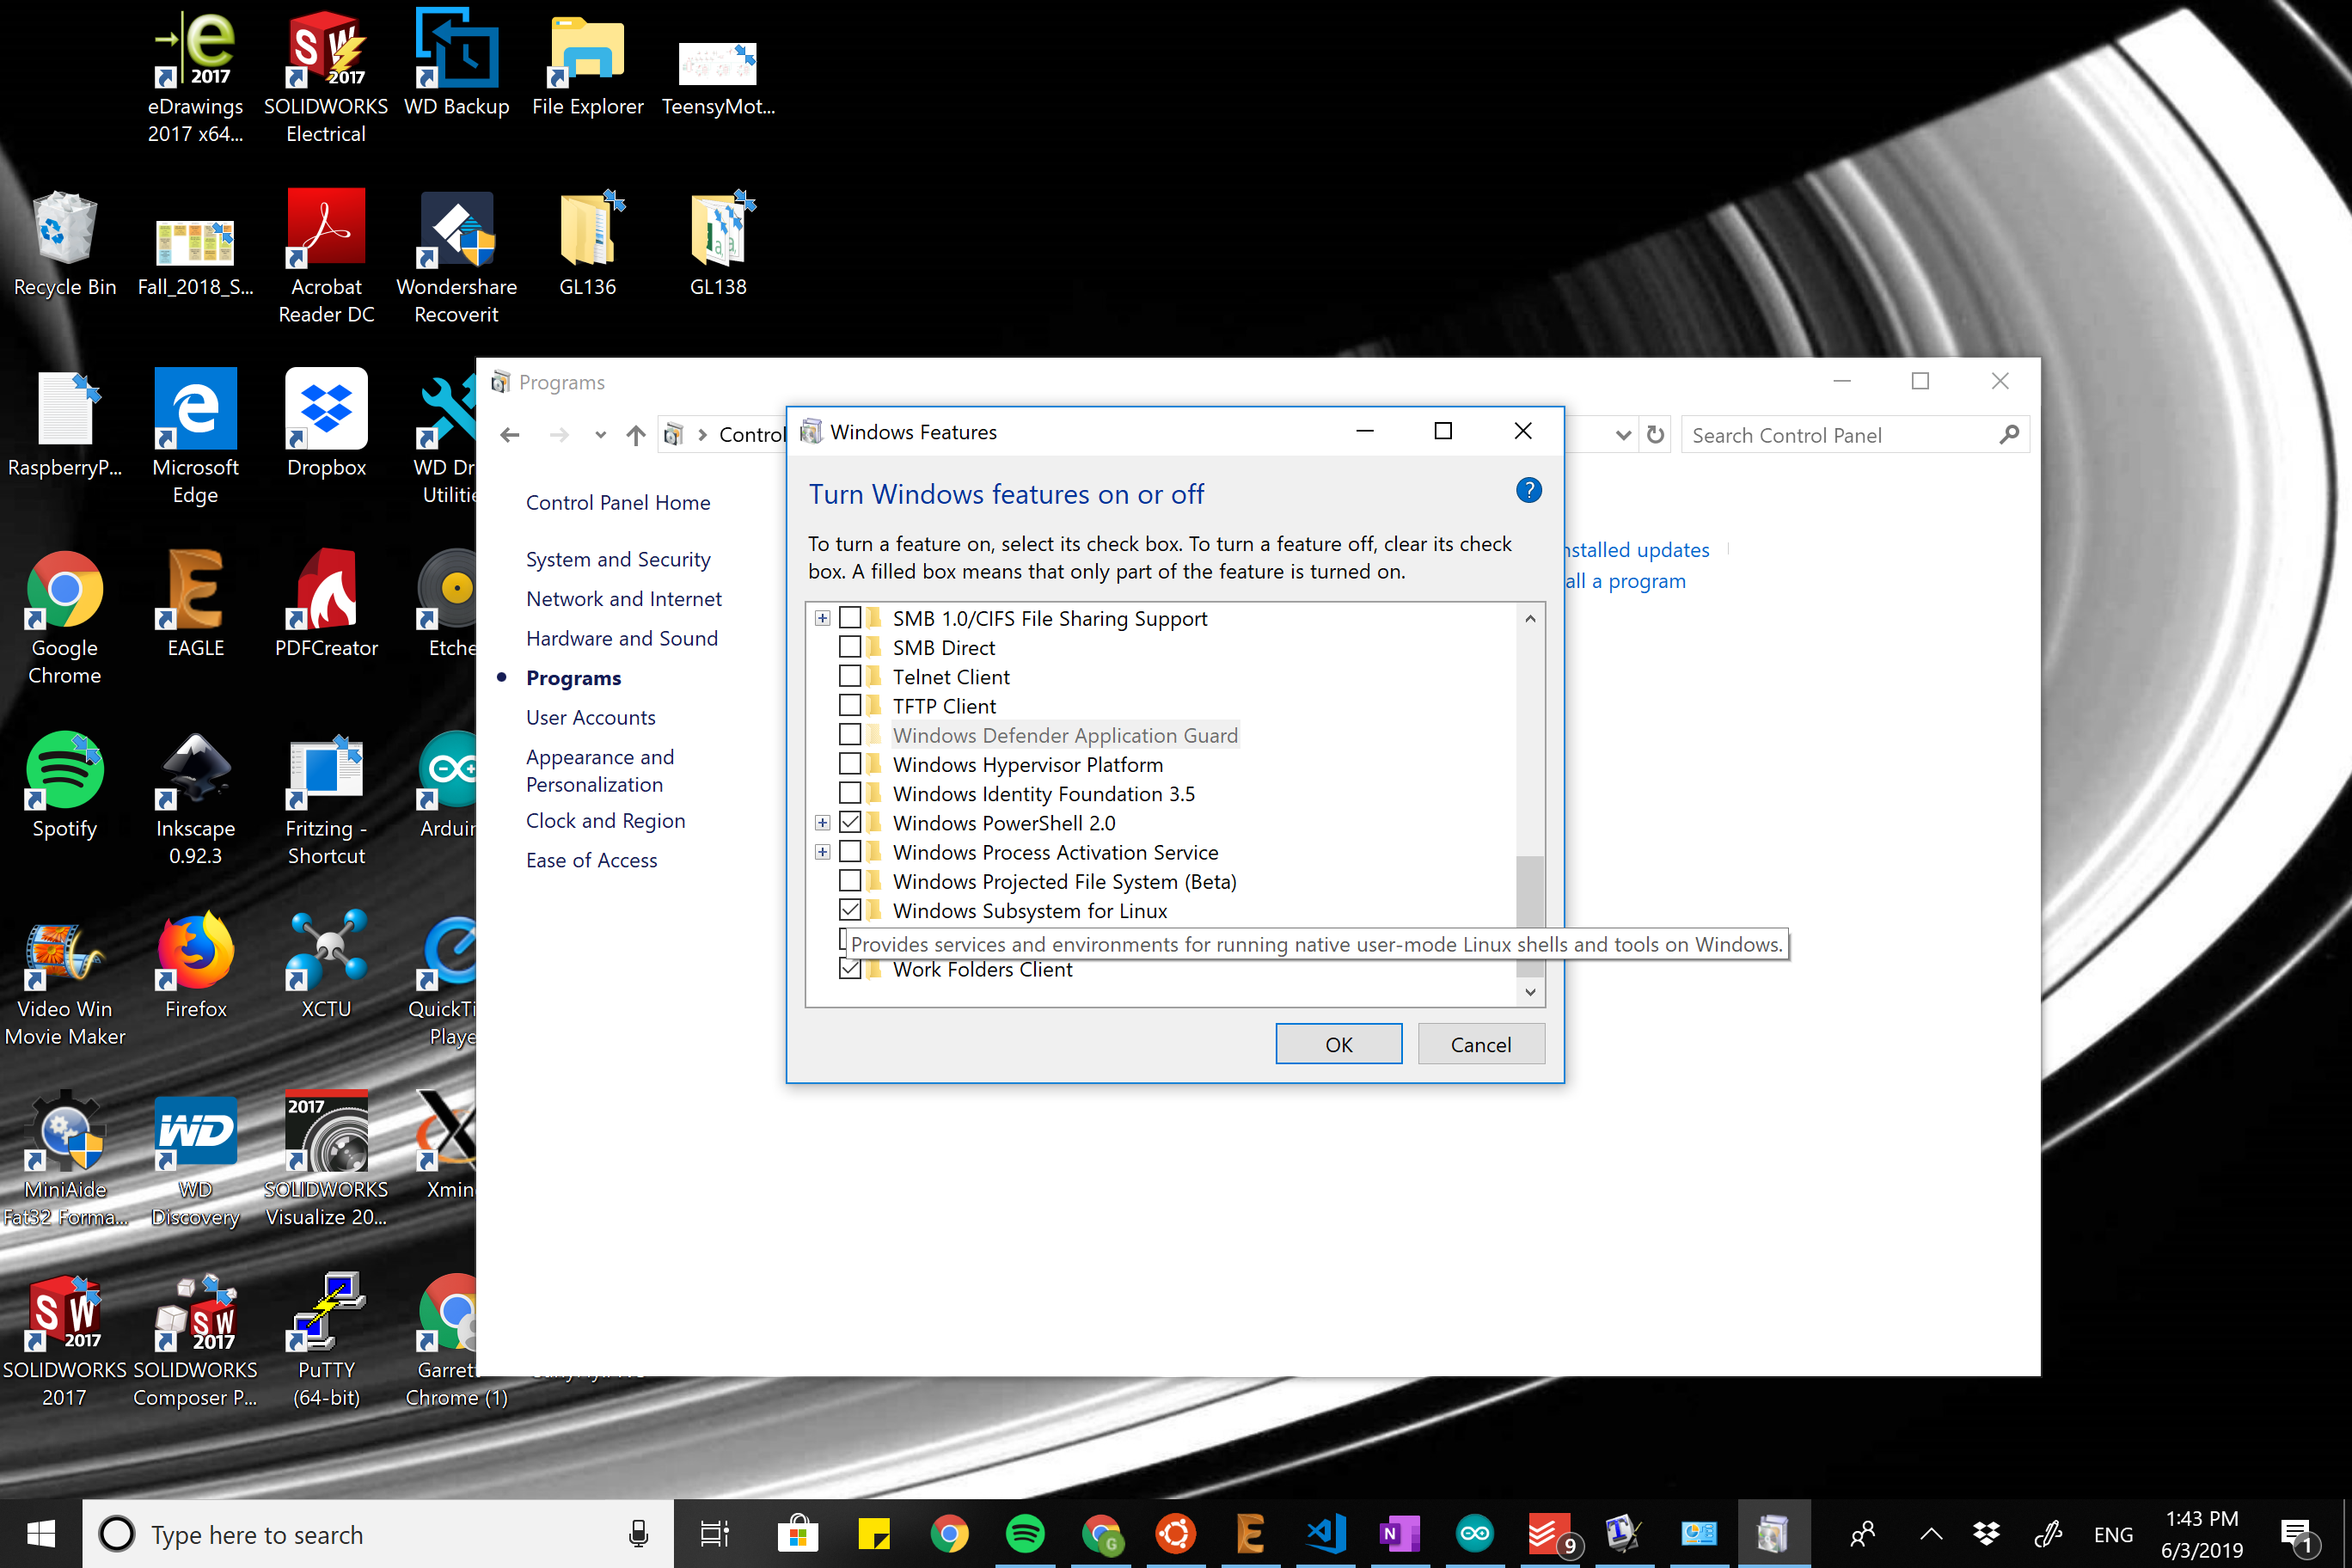 eDrawings
2017 x64...
SOLIDWORKS
Electrical
WD Backup
File Explorer
TeensyMot...
Recycle Bin
Fall_2018_S...
Acrobat
Reader DC
Wondershare
Recoverit
GL136
GL138
RaspberryP...
Microsoft
Edge
Dropbox
WD Dr
Utilitie
Google
Chrome
EAGLE
PDFCreator
Etche
Spotify
Inkscape
0.92.3
Fritzing -
Shortcut
Arduin
Video Win
Movie Maker
Firefox
XCTU
QuickTi
Playe
MiniAide
Fat32 Forma...
WD
Discovery
SOLIDWORKS
Visualize 20...
Xmin
SOLIDWORKS
2017
SOLIDWORKS
Composer P...
PuTTY
(64-bit)
Garrett
Chrome (1)
Programs
Control
Search Control Panel
Control Panel Home
System and Security
Network and Internet
Hardware and Sound
Programs
User Accounts
Appearance and
Personalization
Clock and Region
Ease of Access
nstalled updates
all a program
Windows Features
Turn Windows features on or off
To turn a feature on, select its check box. To turn a feature off, clear its check
box. A filled box means that only part of the feature is turned on.
SMB 1.0/CIFS File Sharing Support
SMB Direct
Telnet Client
TFTP Client
Windows Defender Application Guard
Windows Hypervisor Platform
Windows Identity Foundation 3.5
Windows PowerShell 2.0
Windows Process Activation Service
Windows Projected File System (Beta)
Windows Subsystem for Linux
Provides services and environments for running native user-mode Linux shells and tools on Windows.
Work Folders Client
OK
Cancel
Type here to search
9
ENG
1:43 PM
6/3/2019
1